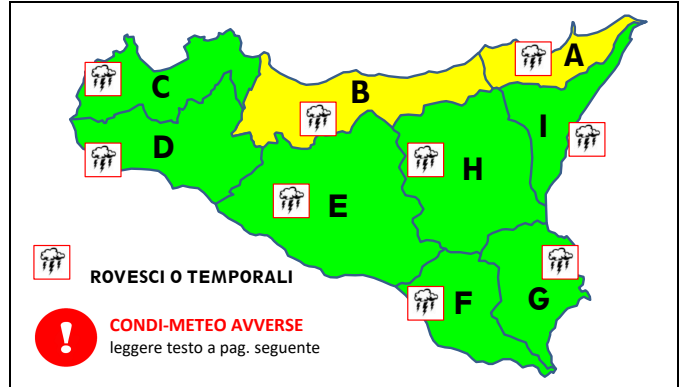 A
C
B
I
D
H
E
ROVESCI O TEMPORALI
F
G
!
CONDI-METEO AVVERSE
leggere testo a pag. seguente